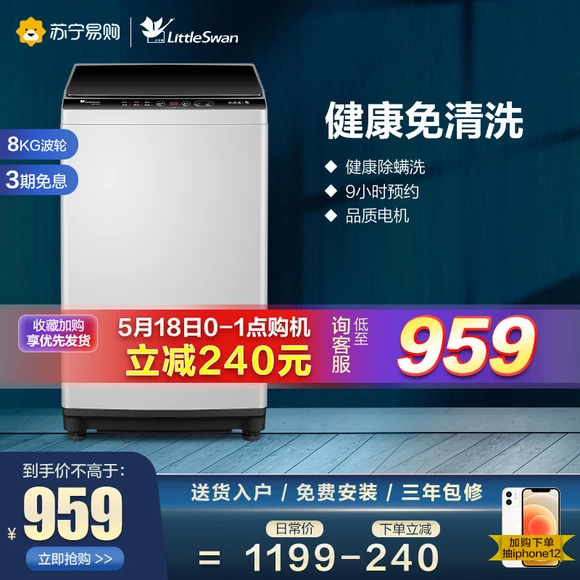 苏宁易购 LittleSwan
健康免清洗
8KG波轮
3期免息
◆ 健康除螨洗
◆ 9小时预约
◆ 品质电机
收藏加购
享优先发货
5月18日0-1点购机
立减240元
询客服
低至
959
到手价不高于:
¥959
立即抢购 >>
送货入户 / 免费安装 / 三年包修
日常价 下单立减
=1199-240
加购下单
抽iphone12